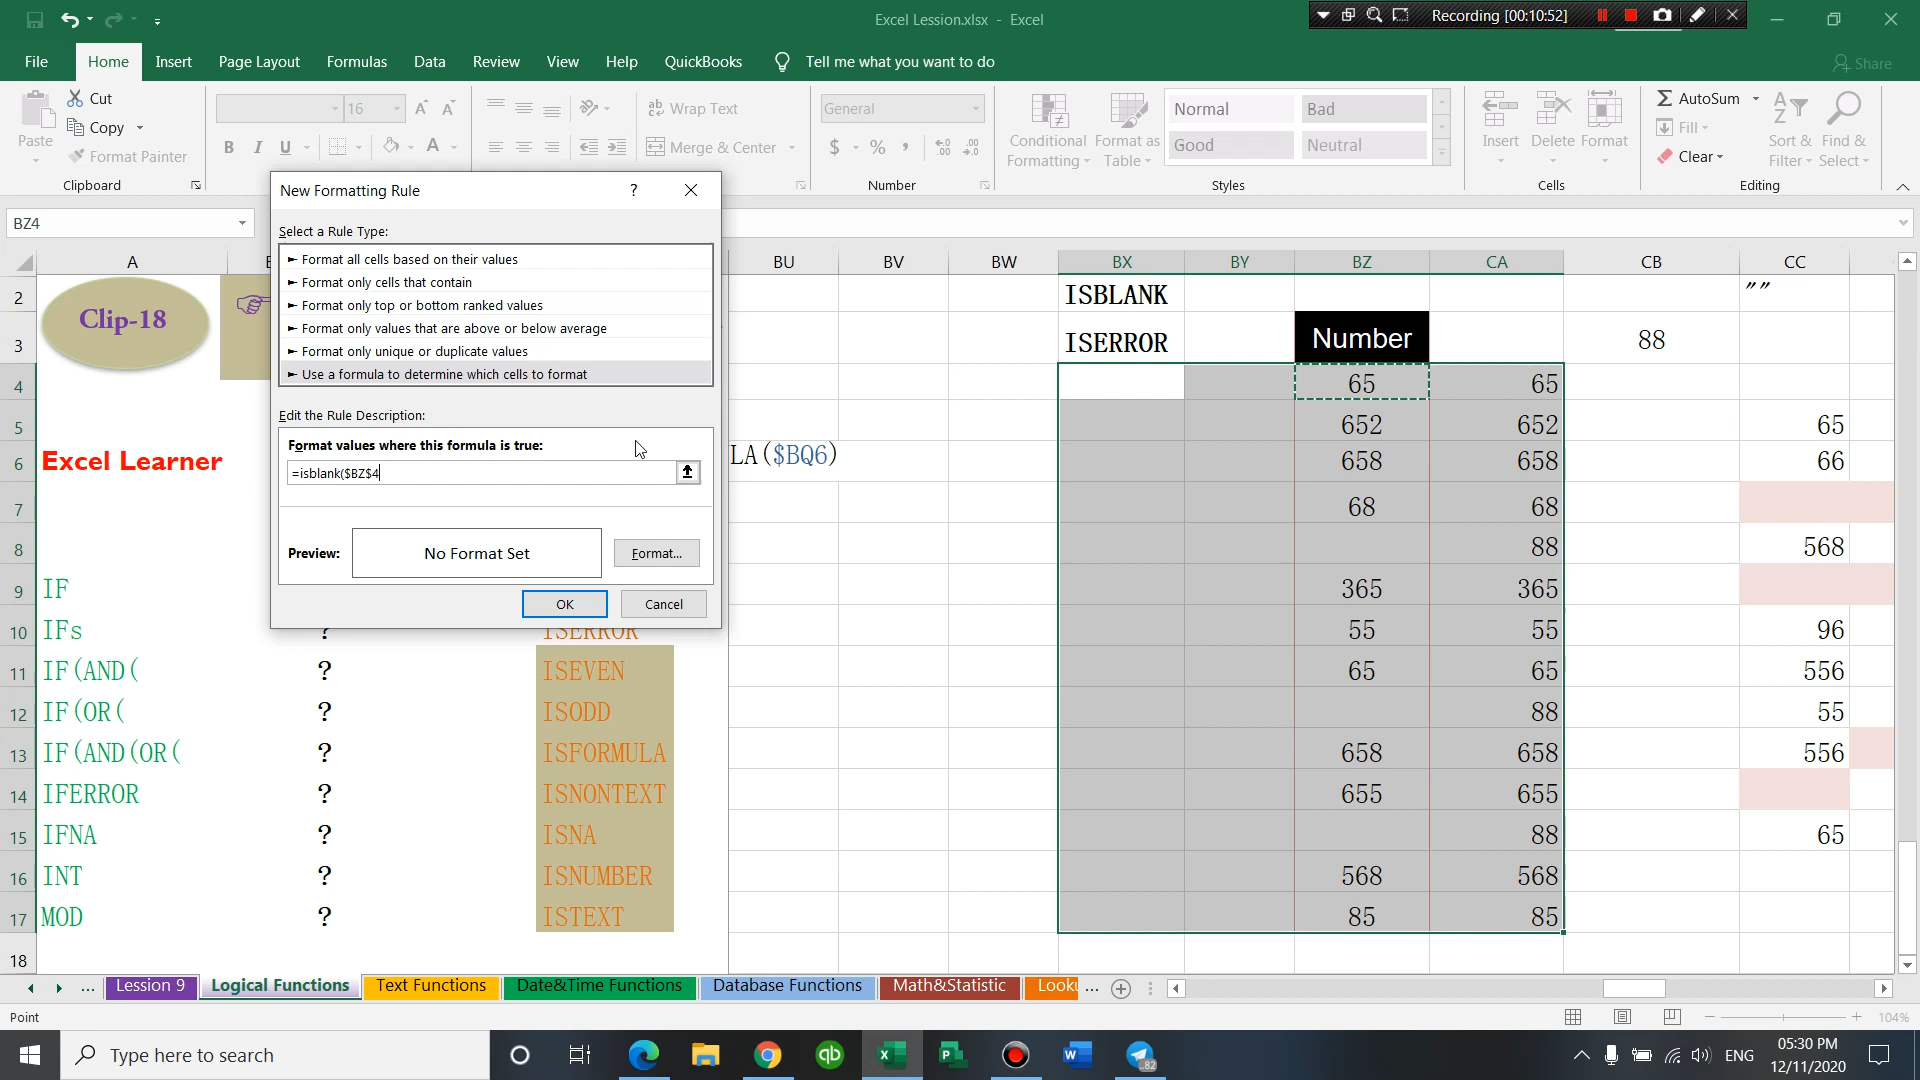 Excel Lession.xlsx - Excel
Recording [00:10:52]
File Home Insert Page Layout Formulas Data Review View Help QuickBooks Tell me what you want to do
Share
Paste
Cut
Copy
Format Painter
Clipboard
16
B I U
Wrap Text
Merge & Center
General
$ % ,
Number
Conditional Formatting
Format as Table
Normal Bad
Good Neutral
Styles
Insert Delete Format
Cells
AutoSum
Fill
Clear
Sort & Filter
Find & Select
Editing
BZ4
New Formatting Rule ?
Select a Rule Type:
► Format all cells based on their values
► Format only cells that contain
► Format only top or bottom ranked values
► Format only values that are above or below average
► Format only unique or duplicate values
► Use a formula to determine which cells to format
Edit the Rule Description:
Format values where this formula is true:
=isblank($BZ$4
Preview: No Format Set Format...
OK Cancel
A BU BV BW BX BY BZ CA CB CC
2 ISBLANK ""
3 Clip-18 ISERROR Number 88
4 65 65
5 652 652 65
6 Excel Learner LA($BQ6) 658 658 66
7 68 68
8 88 568
9 IF 365 365
10 IFs ? ISERROR 55 55 96
11 IF(AND( ? ISEVEN 65 65 556
12 IF(OR( ? ISODD 88 55
13 IF(AND(OR( ? ISFORMULA 658 658 556
14 IFERROR ? ISNONTEXT 655 655
15 IFNA ? ISNA 88 65
16 INT ? ISNUMBER 568 568
17 MOD ? ISTEXT 85 85
18
... Lession 9 Logical Functions Text Functions Date&Time Functions Database Functions Math&Statistic Looku ...
Point
104%
Type here to search
82
ENG
05:30 PM
12/11/2020